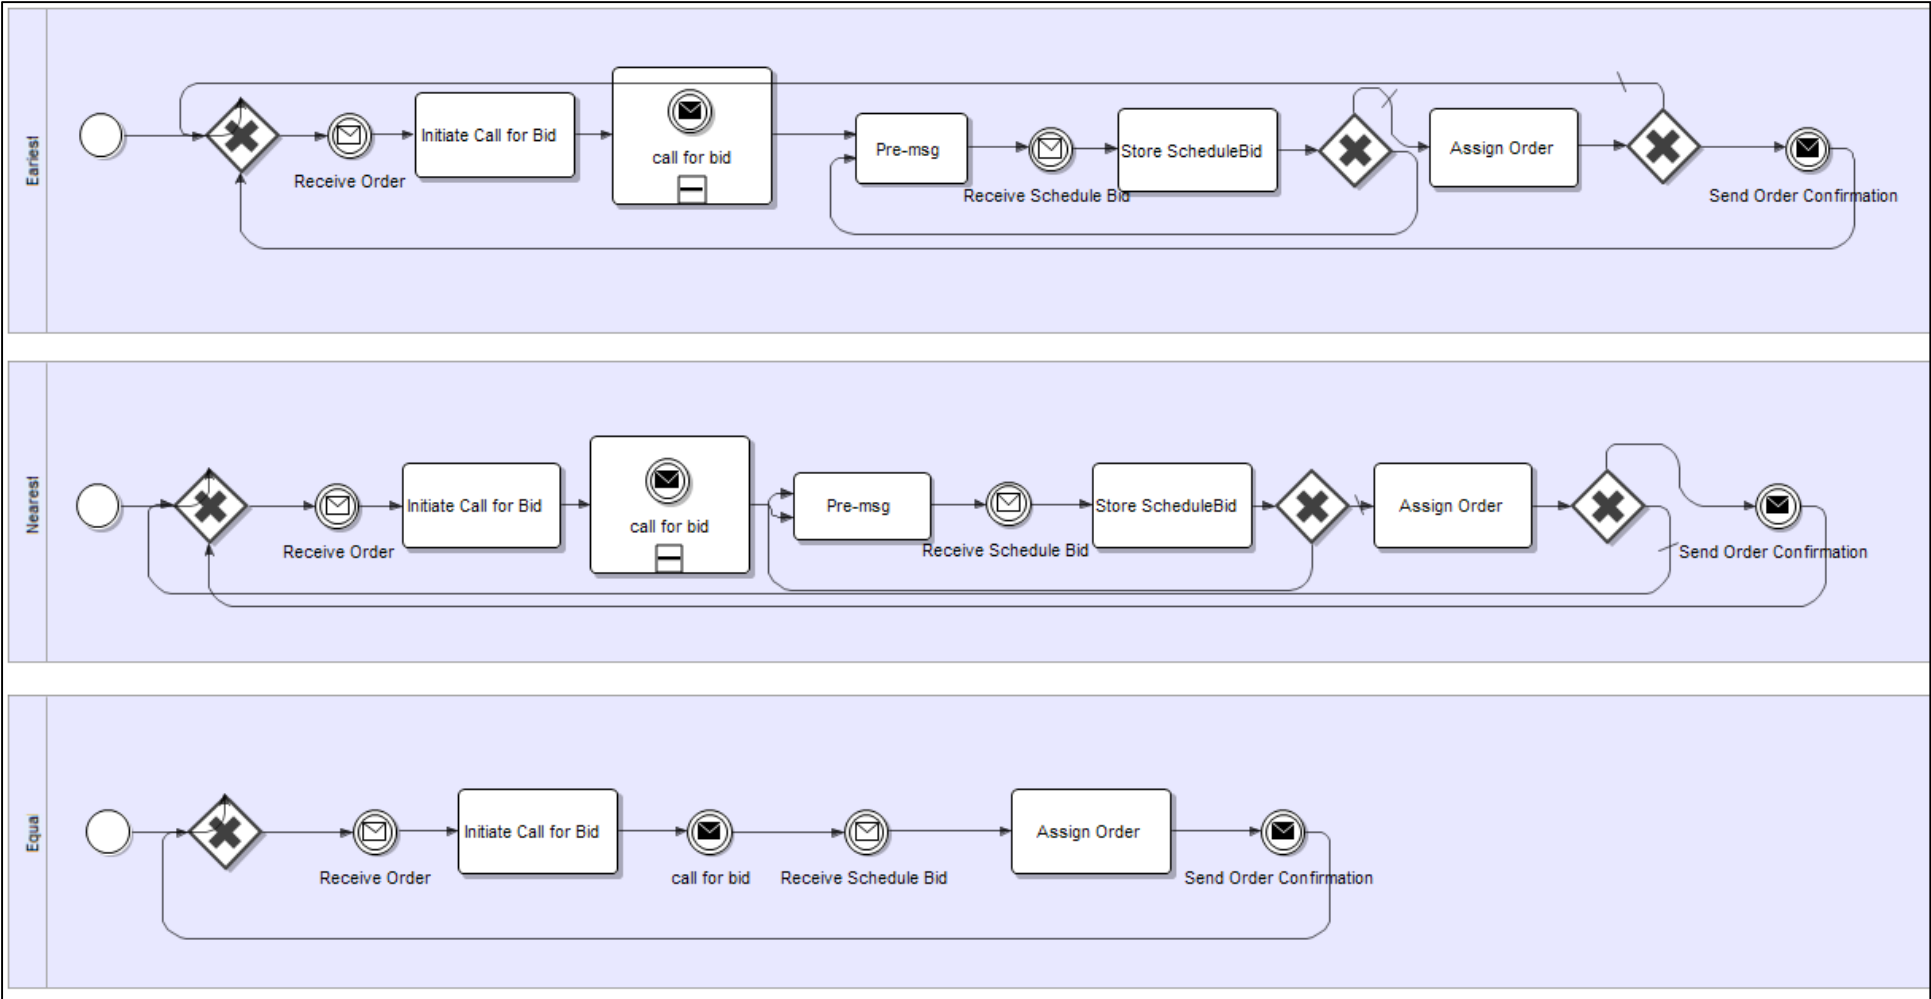 Eariest
Receive Order
Initiate Call for Bid
call for bid
Pre-msg
Receive Schedule Bid
Store ScheduleBid
Assign Order
Send Order Confirmation
Nearest
Receive Order
Initiate Call for Bid
call for bid
Pre-msg
Receive Schedule Bid
Store ScheduleBid
Assign Order
Send Order Confirmation
Equal
Receive Order
Initiate Call for Bid
call for bid
Receive Schedule Bid
Assign Order
Send Order Confirmation